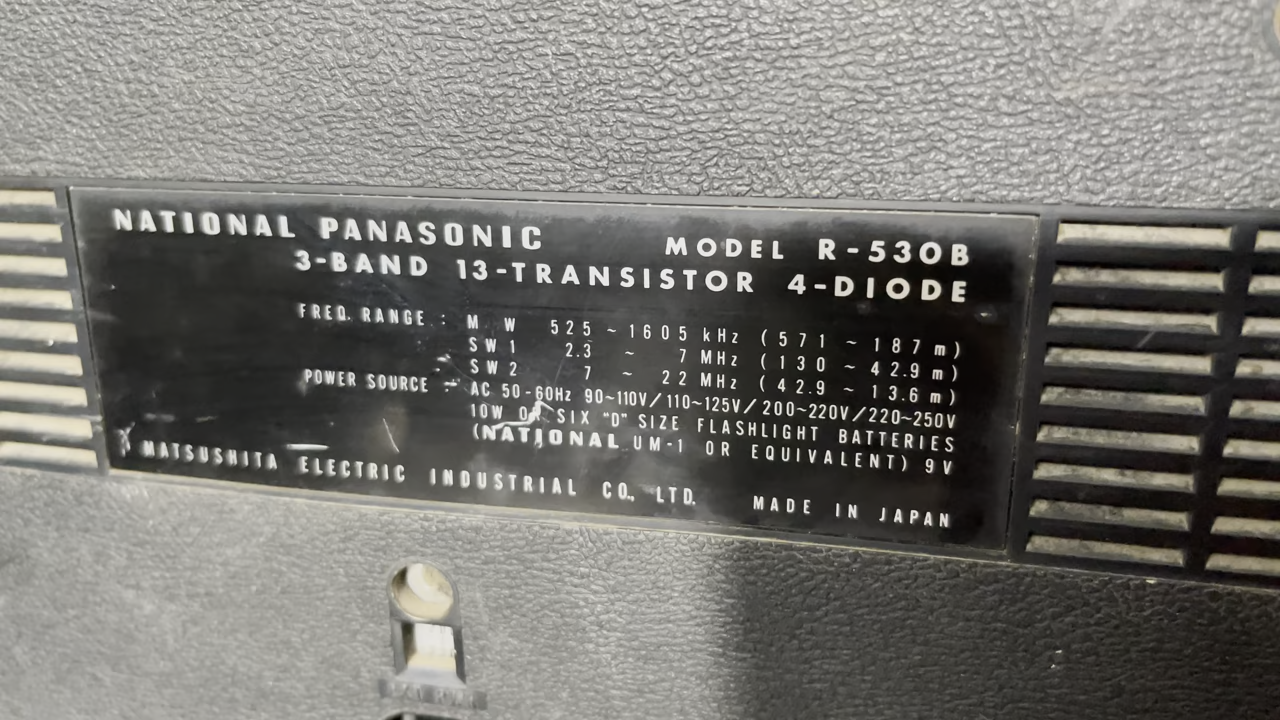 NATIONAL PANASONIC MODEL R-530B
3-BAND 13-TRANSISTOR 4-DIODE
FREQ. RANGE : M W 525 ~ 1605 kHz (571 ~ 187 m)
SW1 2.3 ~ 7 MHz (130 ~ 42.9 m)
SW2 7 ~ 22 MHz (42.9 ~ 13.6 m)
POWER SOURCE : AC 50-60Hz 90~110V/110~125V/200~220V/220~250V
10W OR SIX "D" SIZE FLASHLIGHT BATTERIES
(NATIONAL UM-1 OR EQUIVALENT) 9V
MATSUSHITA ELECTRIC INDUSTRIAL CO., LTD. MADE IN JAPAN